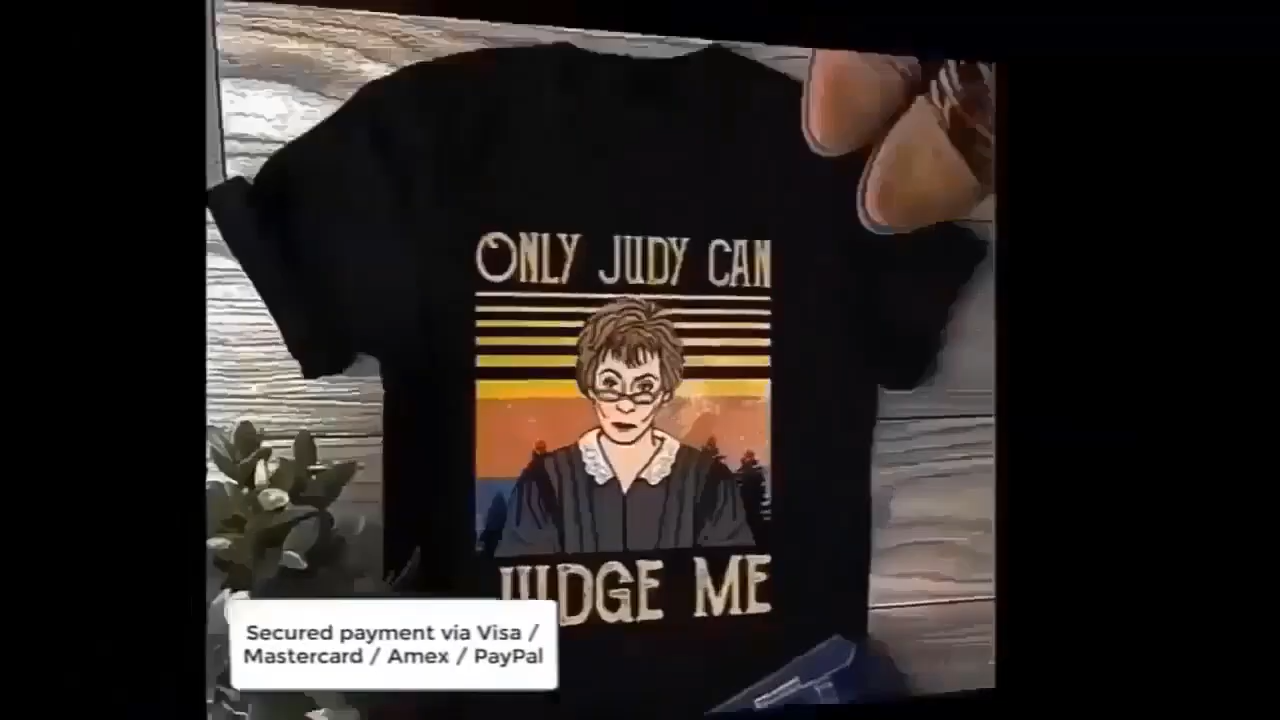 ONLY JUDY CAN
JUDGE ME
Secured payment via Visa /
Mastercard / Amex / PayPal